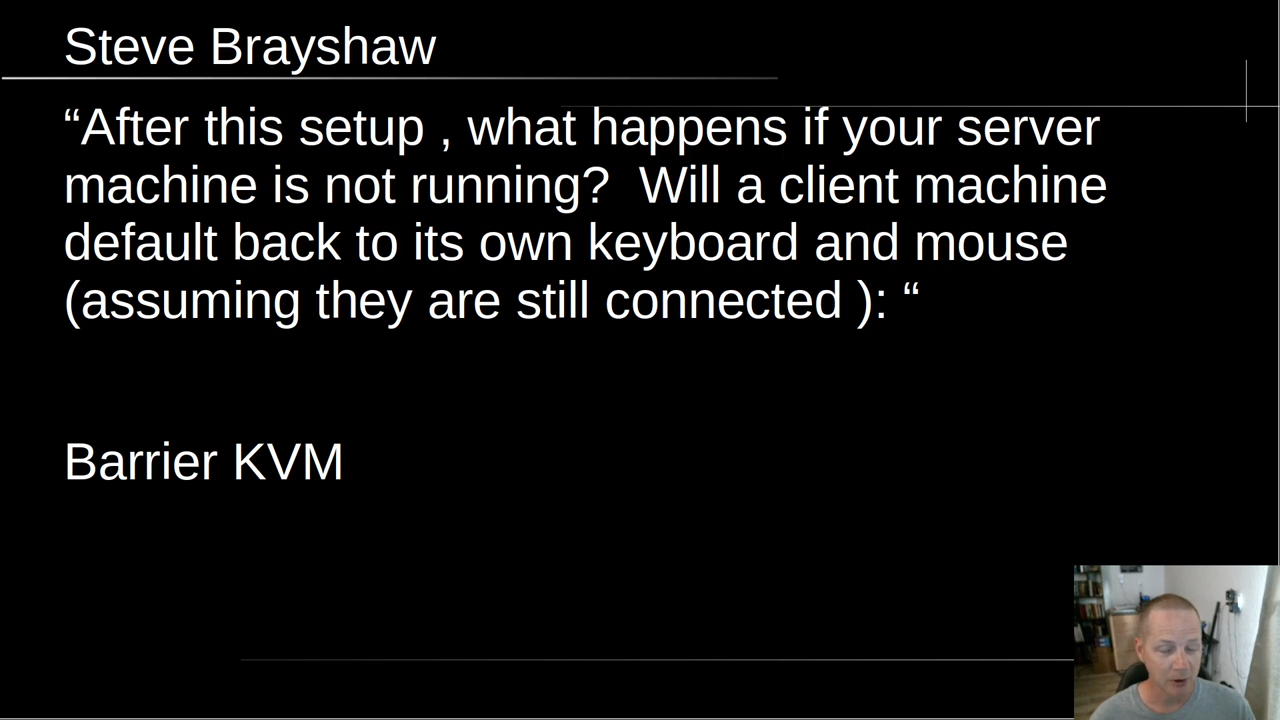 Steve Brayshaw
“After this setup , what happens if your server
machine is not running?  Will a client machine
default back to its own keyboard and mouse
(assuming they are still connected ): “
Barrier KVM